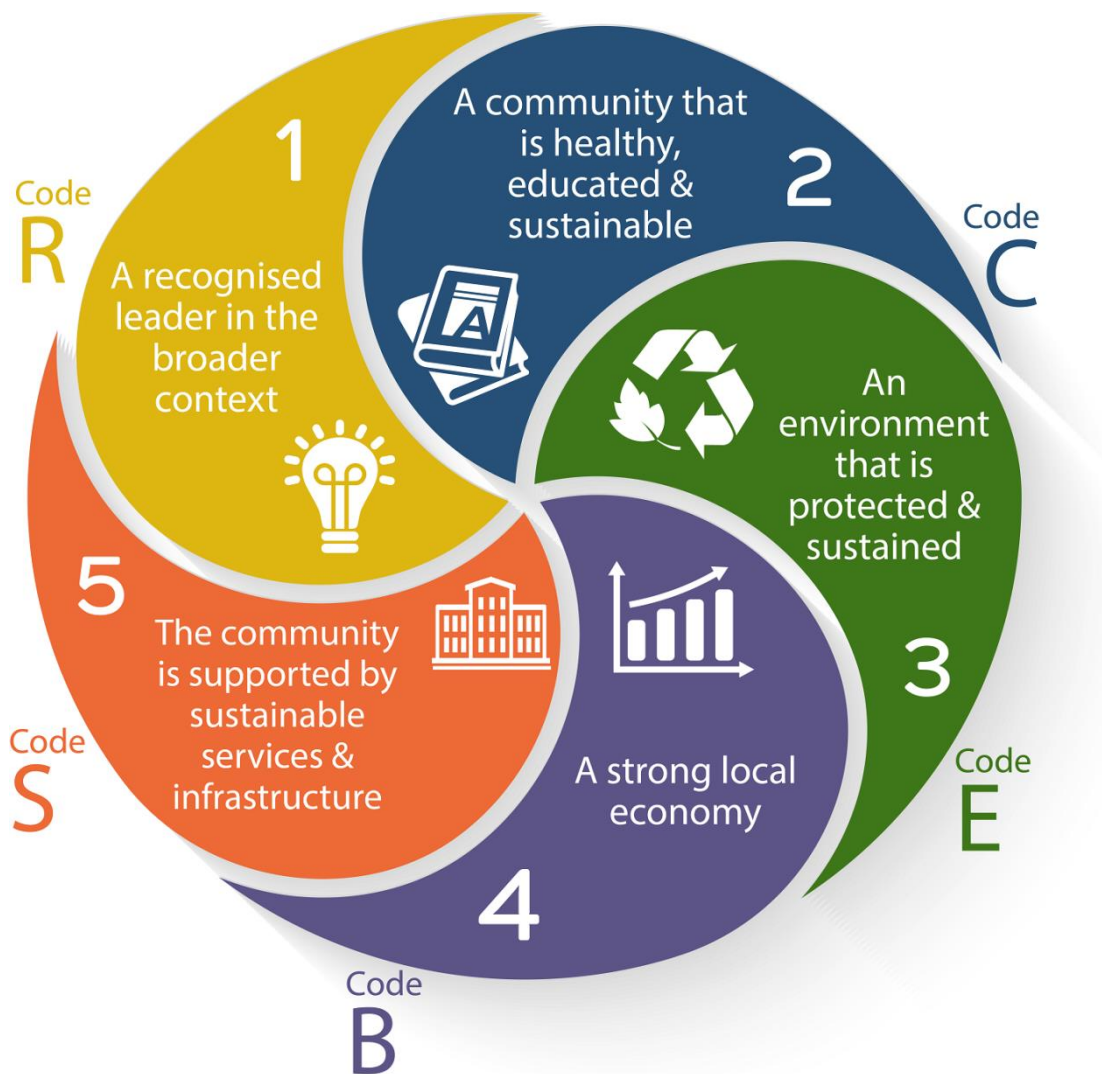 1
Code
R
A recognised
leader in the
broader
context
A community that
is healthy,
educated &
sustainable
2
Code
C
A
An
environment
that is
protected &
sustained
3
Code
E
A strong local
economy
4
Code
B
5
The community
is supported by
sustainable
services &
infrastructure
Code
S